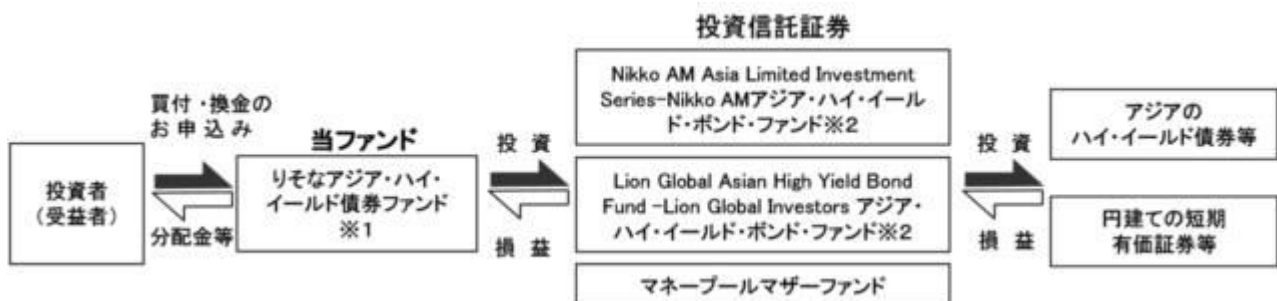 投資信託証券
Nikko AM Asia Limited Investment
Series-Nikko AMアジア・ハイ・イール
ド・ボンド・ファンド※2
買付・換金の
お申込み
当ファンド
投資
投資
アジアの
ハイ・イールド債券等
投資者
(受益者)
りそなアジア・ハイ・
イールド債券ファンド
※1
Lion Global Asian High Yield Bond
Fund -Lion Global Investors アジア・
ハイ・イールド・ボンド・ファンド※2
分配金等
損益
損益
円建ての短期
有価証券等
マネープールマザーファンド